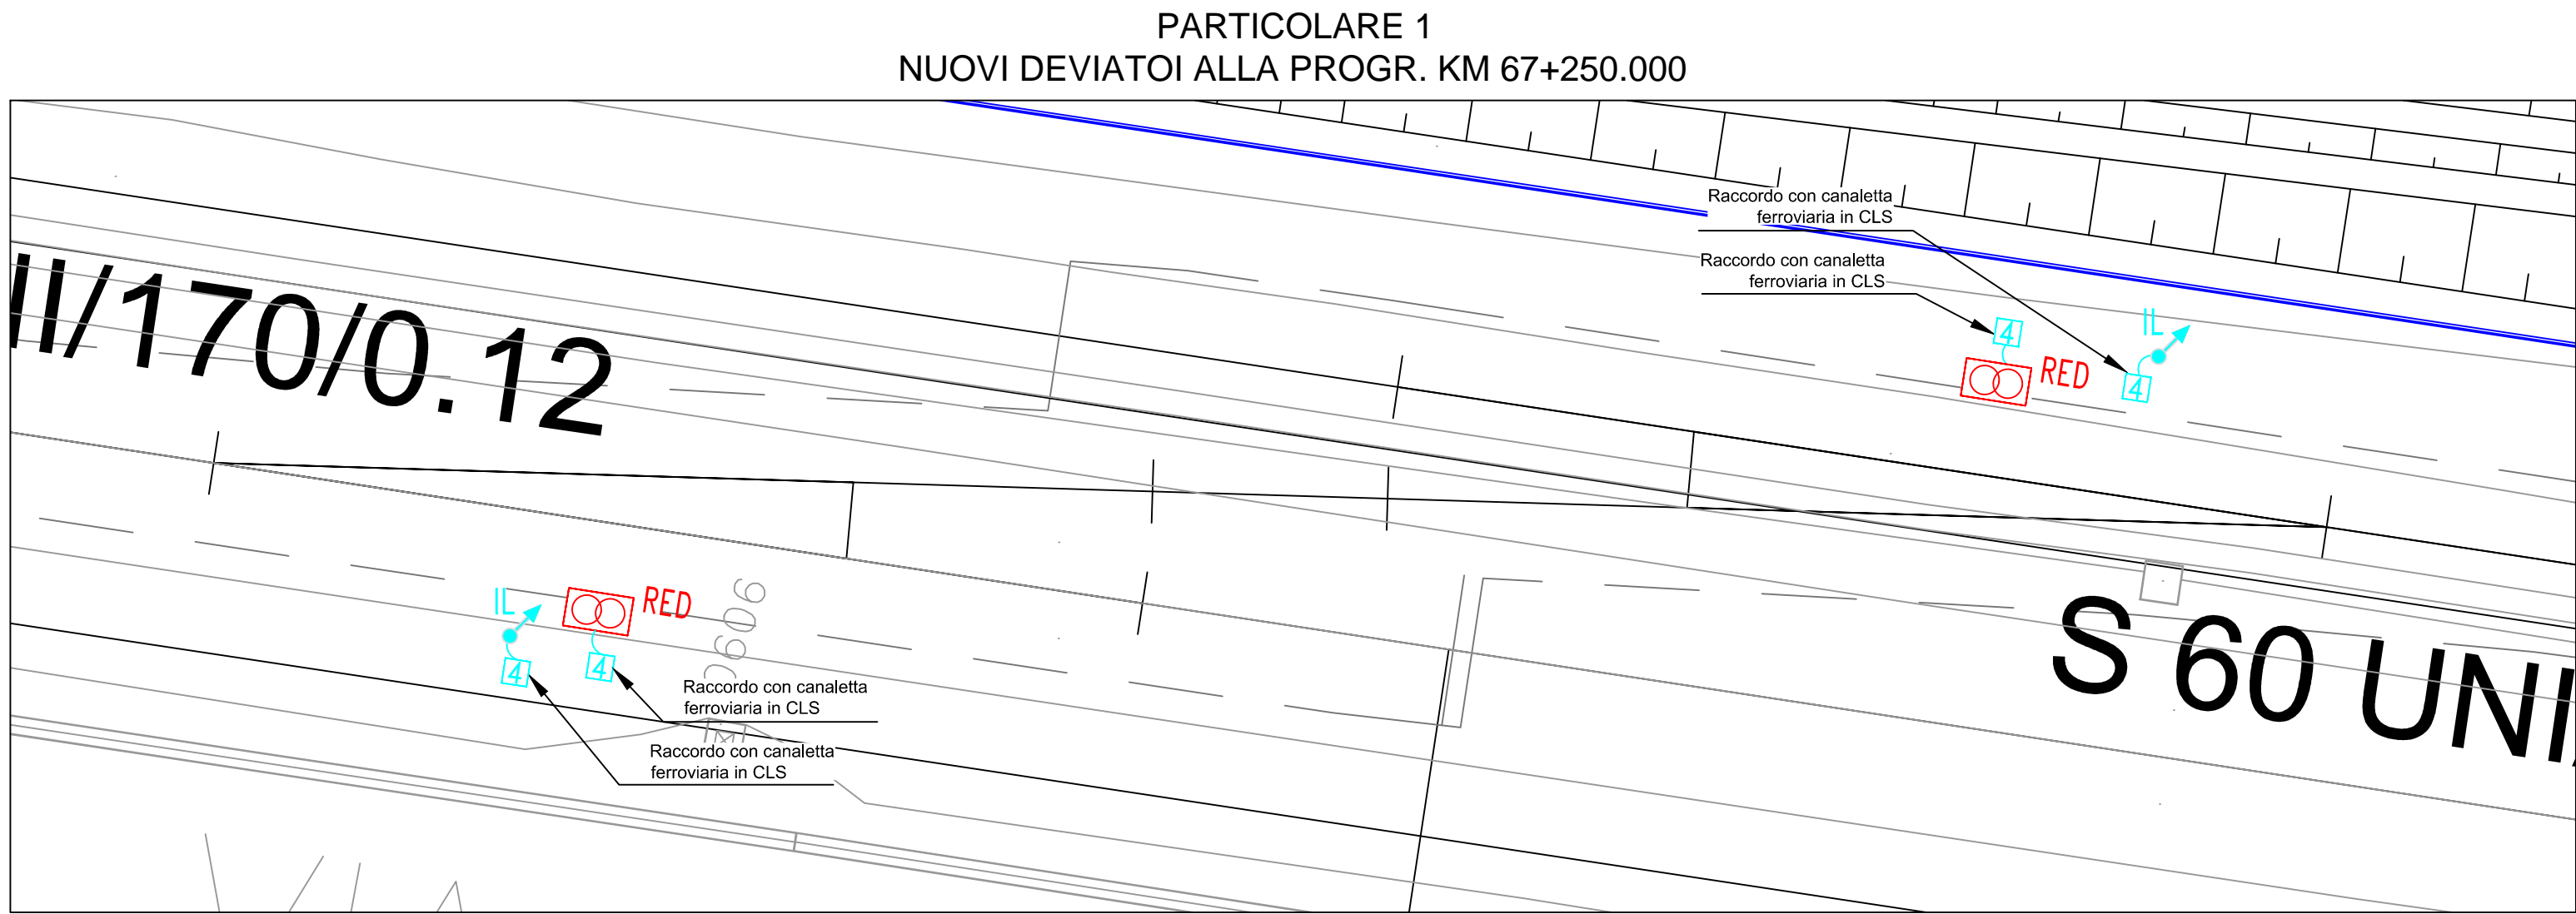 PARTICOLARE 1
NUOVI DEVIATOI ALLA PROGR. KM 67+250.000
Raccordo con canaletta
ferroviaria in CLS
Raccordo con canaletta
ferroviaria in CLS
II/170/0.12
4
IL
RED
4
IL
RED
4
4
Raccordo con canaletta
ferroviaria in CLS
Raccordo con canaletta
ferroviaria in CLS
S 60 UNI